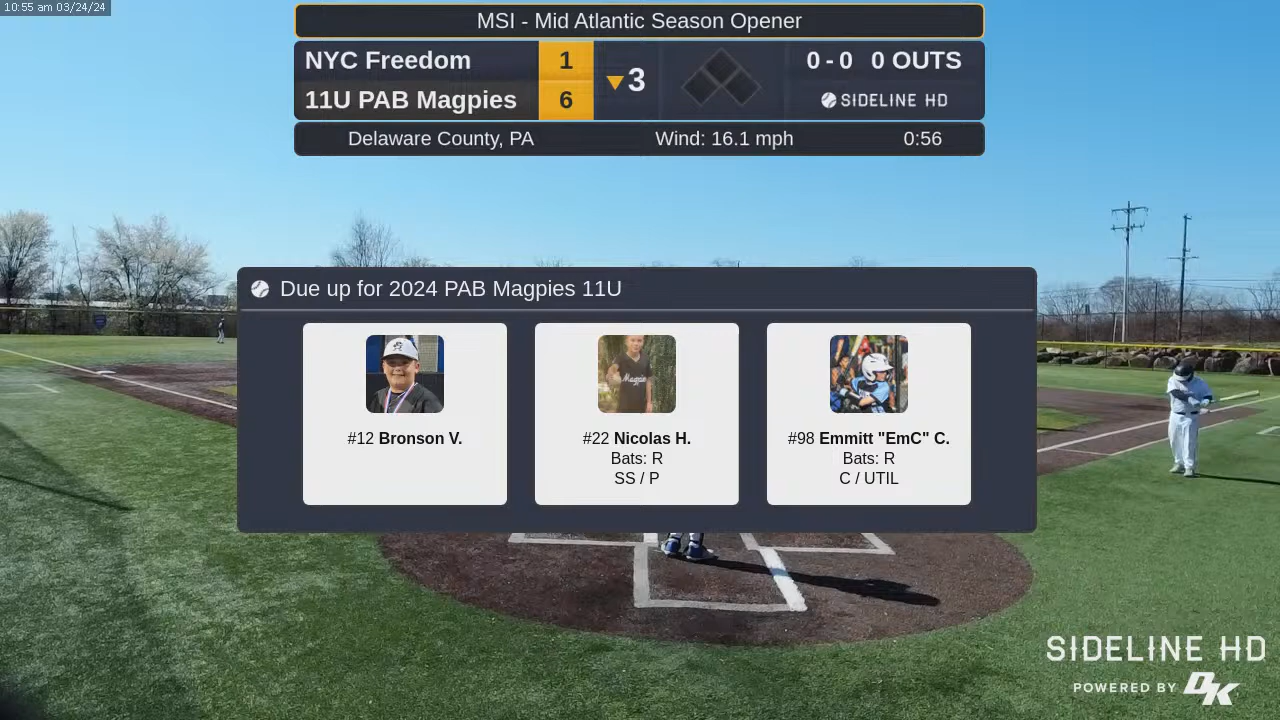 10:55 am 03/24/24
MSI - Mid Atlantic Season Opener
NYC Freedom 1
11U PAB Magpies 6
3
0 - 0 0 OUTS
SIDELINE HD
Delaware County, PA Wind: 16.1 mph 0:56
Due up for 2024 PAB Magpies 11U
#12 Bronson V.
#22 Nicolas H.
Bats: R
SS / P
#98 Emmitt "EmC" C.
Bats: R
C / UTIL
SIDELINE HD
POWERED BY DK